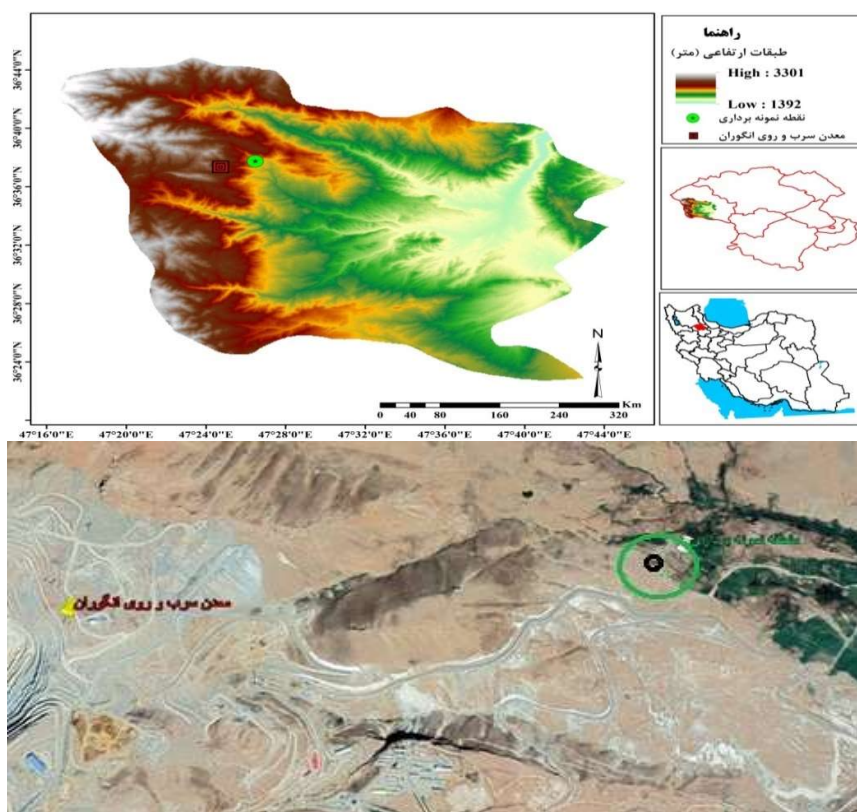 راهنما
طبقات ارتفاعی (متر)
High : 3301
Low : 1392
نقطه نمونه برداری
معدن سرب و روی انگوران
36°44'0"N
36°40'0"N
36°36'0"N
36°32'0"N
36°28'0"N
36°24'0"N
N
Km
0 40 80 160 240 320
47°16'0"E 47°20'0"E 47°24'0"E 47°28'0"E 47°32'0"E 47°36'0"E 47°40'0"E 47°44'0"E
معدن سرب و روی انگوران